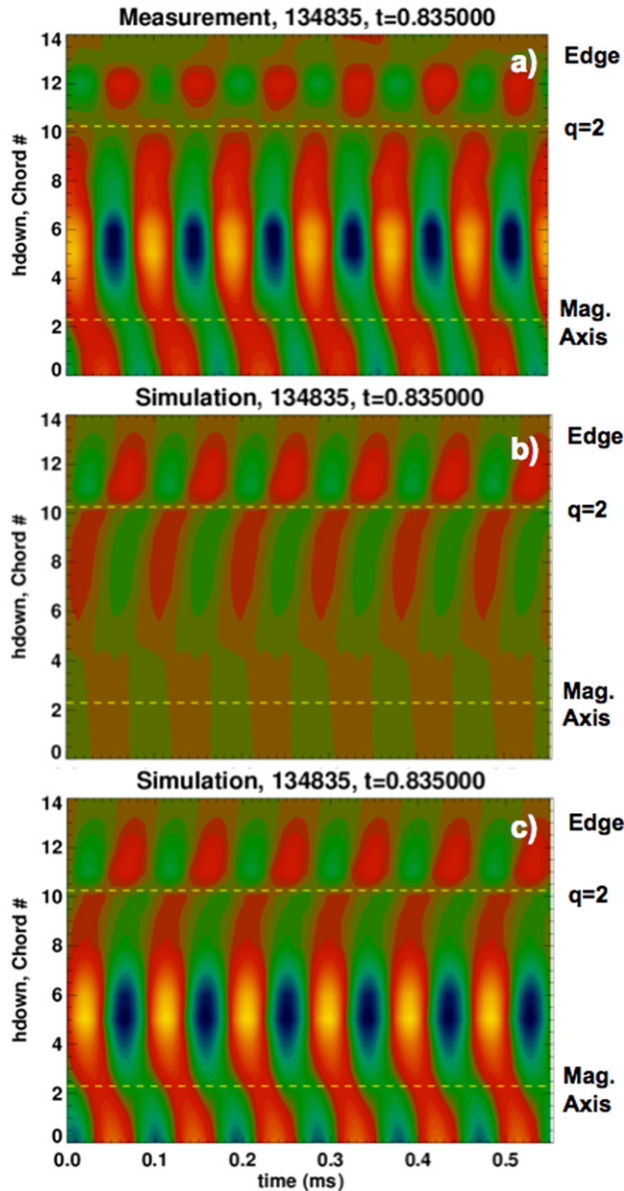 Measurement, 134835, t=0.835000
14
12
10
8
6
4
2
0
hdown, Chord #
a)
Edge
q=2
Mag.
Axis
Simulation, 134835, t=0.835000
14
12
10
8
6
4
2
0
hdown, Chord #
b)
Edge
q=2
Mag.
Axis
Simulation, 134835, t=0.835000
14
12
10
8
6
4
2
0
hdown, Chord #
c)
Edge
q=2
Mag.
Axis
0.0 0.1 0.2 0.3 0.4 0.5
time (ms)